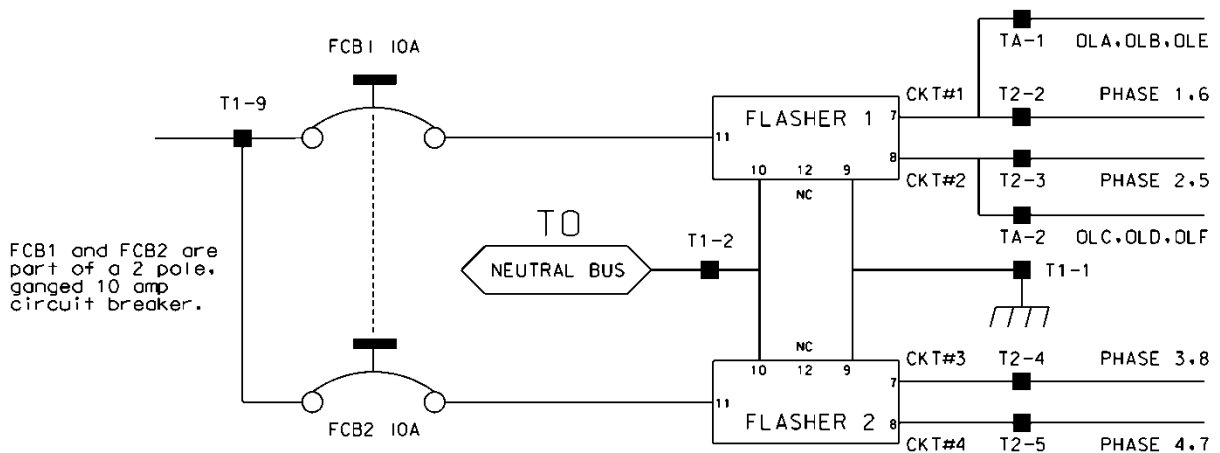 TA-1 OLA.OLB.OLE
FCB1 10A
T1-9
CKT#1 T2-2 PHASE 1.6
FLASHER 1
11
7
8
10 12 9
NC
CKT#2 T2-3 PHASE 2.5
TO
TA-2 OLC.OLD.OLF
T1-2
NEUTRAL BUS
T1-1
FCB1 and FCB2 are
part of a 2 pole.
ganged 10 amp
circuit breaker.
NC
CKT#3 T2-4 PHASE 3.8
10 12 9
7
11
FLASHER 2
8
FCB2 10A
CKT#4 T2-5 PHASE 4.7